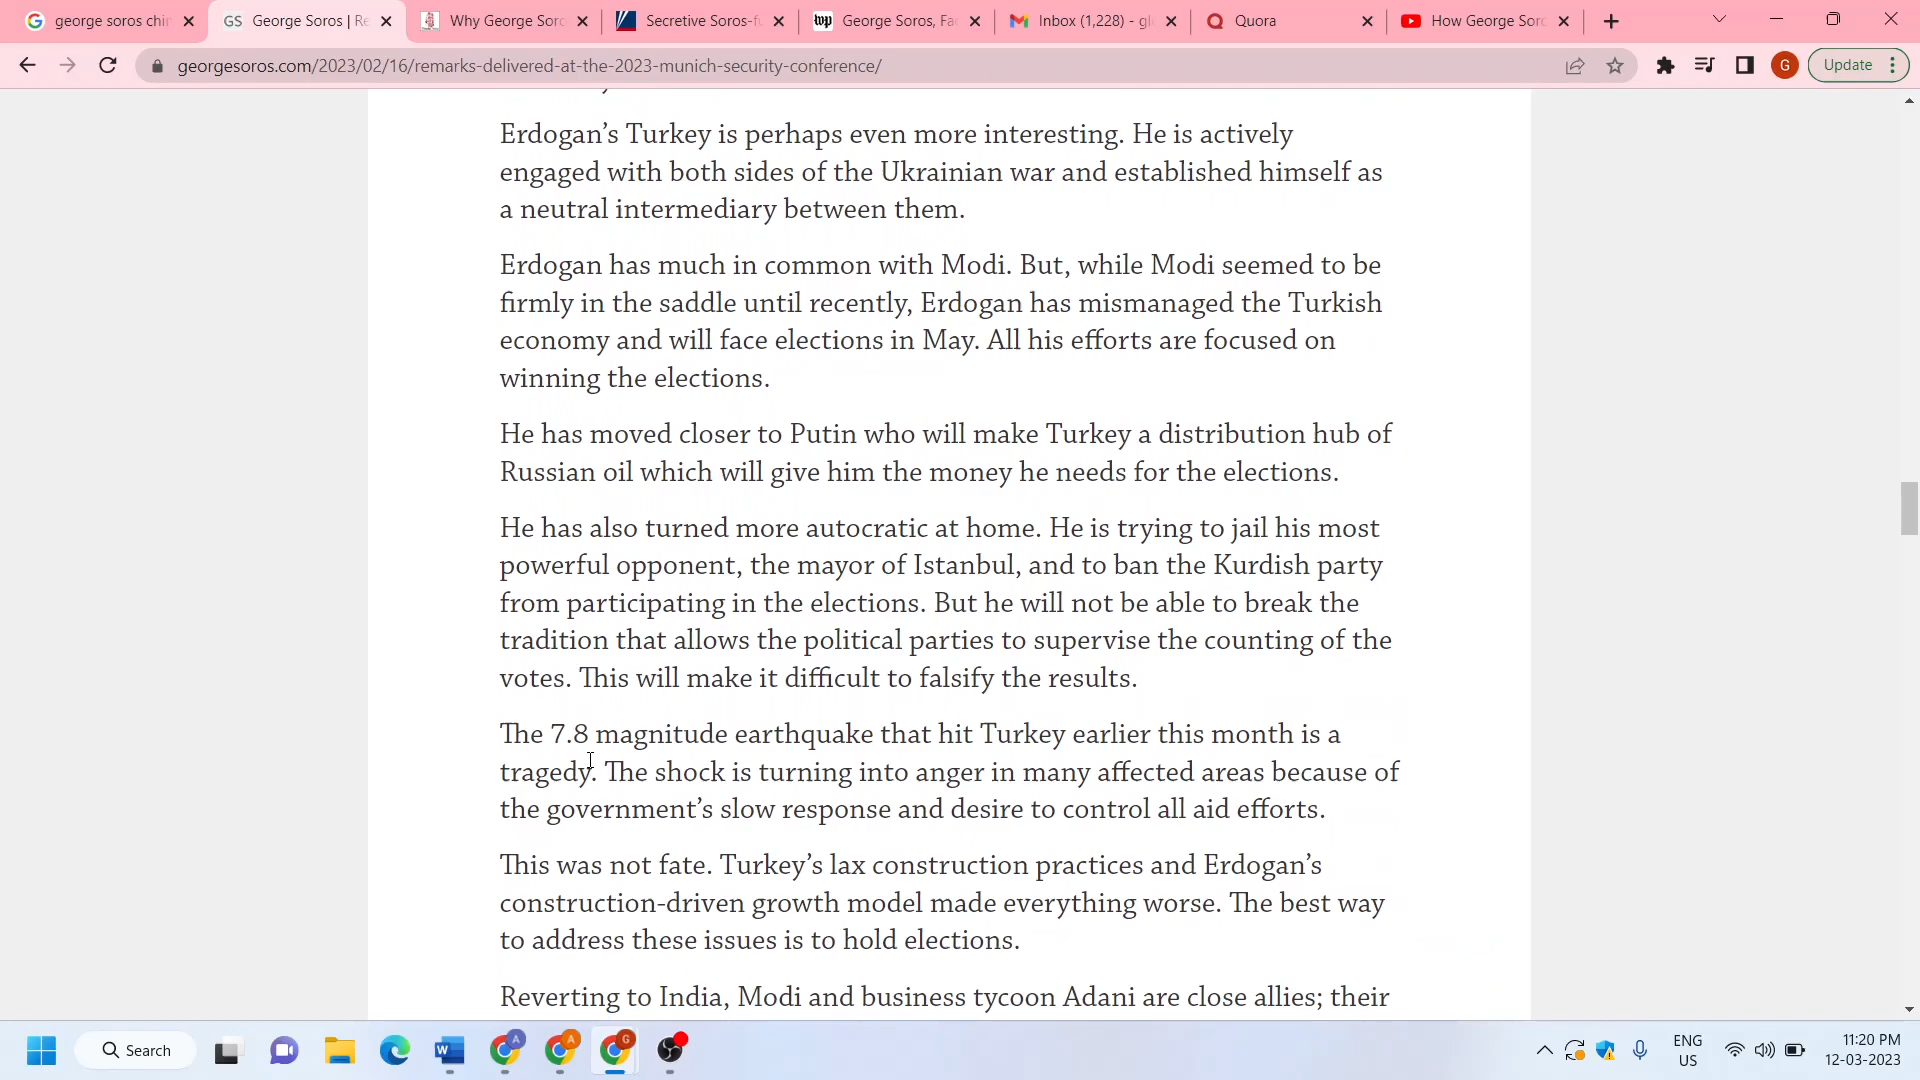 george soros chin
George Soros | Re
Why George Soro
Secretive Soros-fu
George Soros, Fac
Inbox (1,228) - gl
Quora
How George Soro
georgesoros.com/2023/02/16/remarks-delivered-at-the-2023-munich-security-conference/
G
Update
Erdogan’s Turkey is perhaps even more interesting. He is actively
engaged with both sides of the Ukrainian war and established himself as
a neutral intermediary between them.
Erdogan has much in common with Modi. But, while Modi seemed to be
firmly in the saddle until recently, Erdogan has mismanaged the Turkish
economy and will face elections in May. All his efforts are focused on
winning the elections.
He has moved closer to Putin who will make Turkey a distribution hub of
Russian oil which will give him the money he needs for the elections.
He has also turned more autocratic at home. He is trying to jail his most
powerful opponent, the mayor of Istanbul, and to ban the Kurdish party
from participating in the elections. But he will not be able to break the
tradition that allows the political parties to supervise the counting of the
votes. This will make it difficult to falsify the results.
The 7.8 magnitude earthquake that hit Turkey earlier this month is a
tragedy. The shock is turning into anger in many affected areas because of
the government’s slow response and desire to control all aid efforts.
This was not fate. Turkey’s lax construction practices and Erdogan’s
construction-driven growth model made everything worse. The best way
to address these issues is to hold elections.
Reverting to India, Modi and business tycoon Adani are close allies; their
Search
ENG
US
11:20 PM
12-03-2023